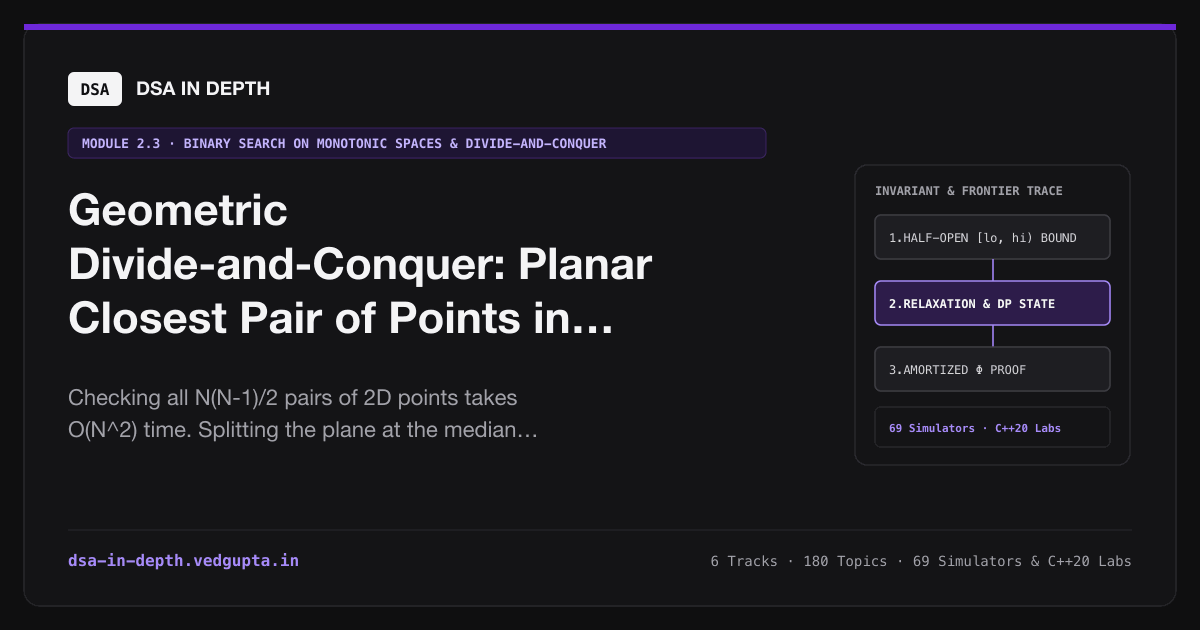 DSA DSA IN DEPTH
MODULE 2.3 · BINARY SEARCH ON MONOTONIC SPACES & DIVIDE-AND-CONQUER
Geometric
Divide-and-Conquer: Planar
Closest Pair of Points in...
Checking all N(N-1)/2 pairs of 2D points takes
O(N^2) time. Splitting the plane at the median...
INVARIANT & FRONTIER TRACE
1.HALF-OPEN [lo, hi) BOUND
2.RELAXATION & DP STATE
3.AMORTIZED Φ PROOF
69 Simulators · C++20 Labs
dsa-in-depth.vedgupta.in
6 Tracks · 180 Topics · 69 Simulators & C++20 Labs